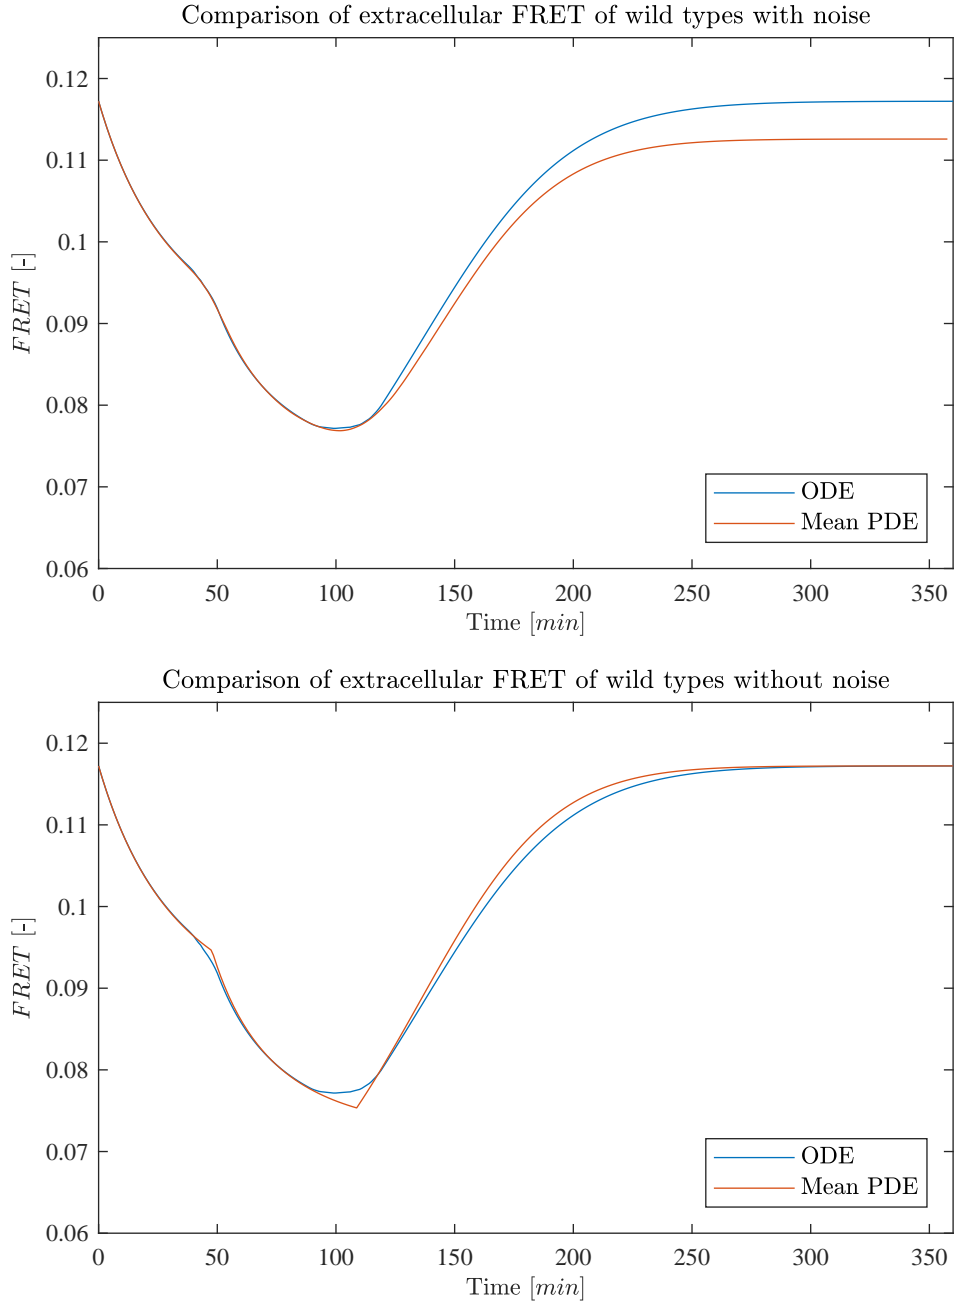 Comparison of extracellular FRET of wild types with noise
0.12
0.11
0.1
0.09
0.08
0.07
0.06
FRET [-]
ODE
Mean PDE
0 50 100 150 200 250 300 350
Time [min]
Comparison of extracellular FRET of wild types without noise
0.12
0.11
0.1
0.09
0.08
0.07
0.06
FRET [-]
ODE
Mean PDE
0 50 100 150 200 250 300 350
Time [min]